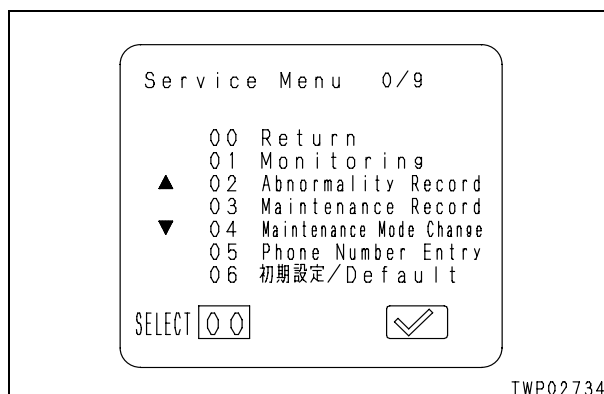 Service Menu 0/9
00 Return
01 Monitoring
▲ 02 Abnormality Record
03 Maintenance Record
▼ 04 Maintenance Mode Change
05 Phone Number Entry
06 初期設定/Default
SELECT 00
TWP02734